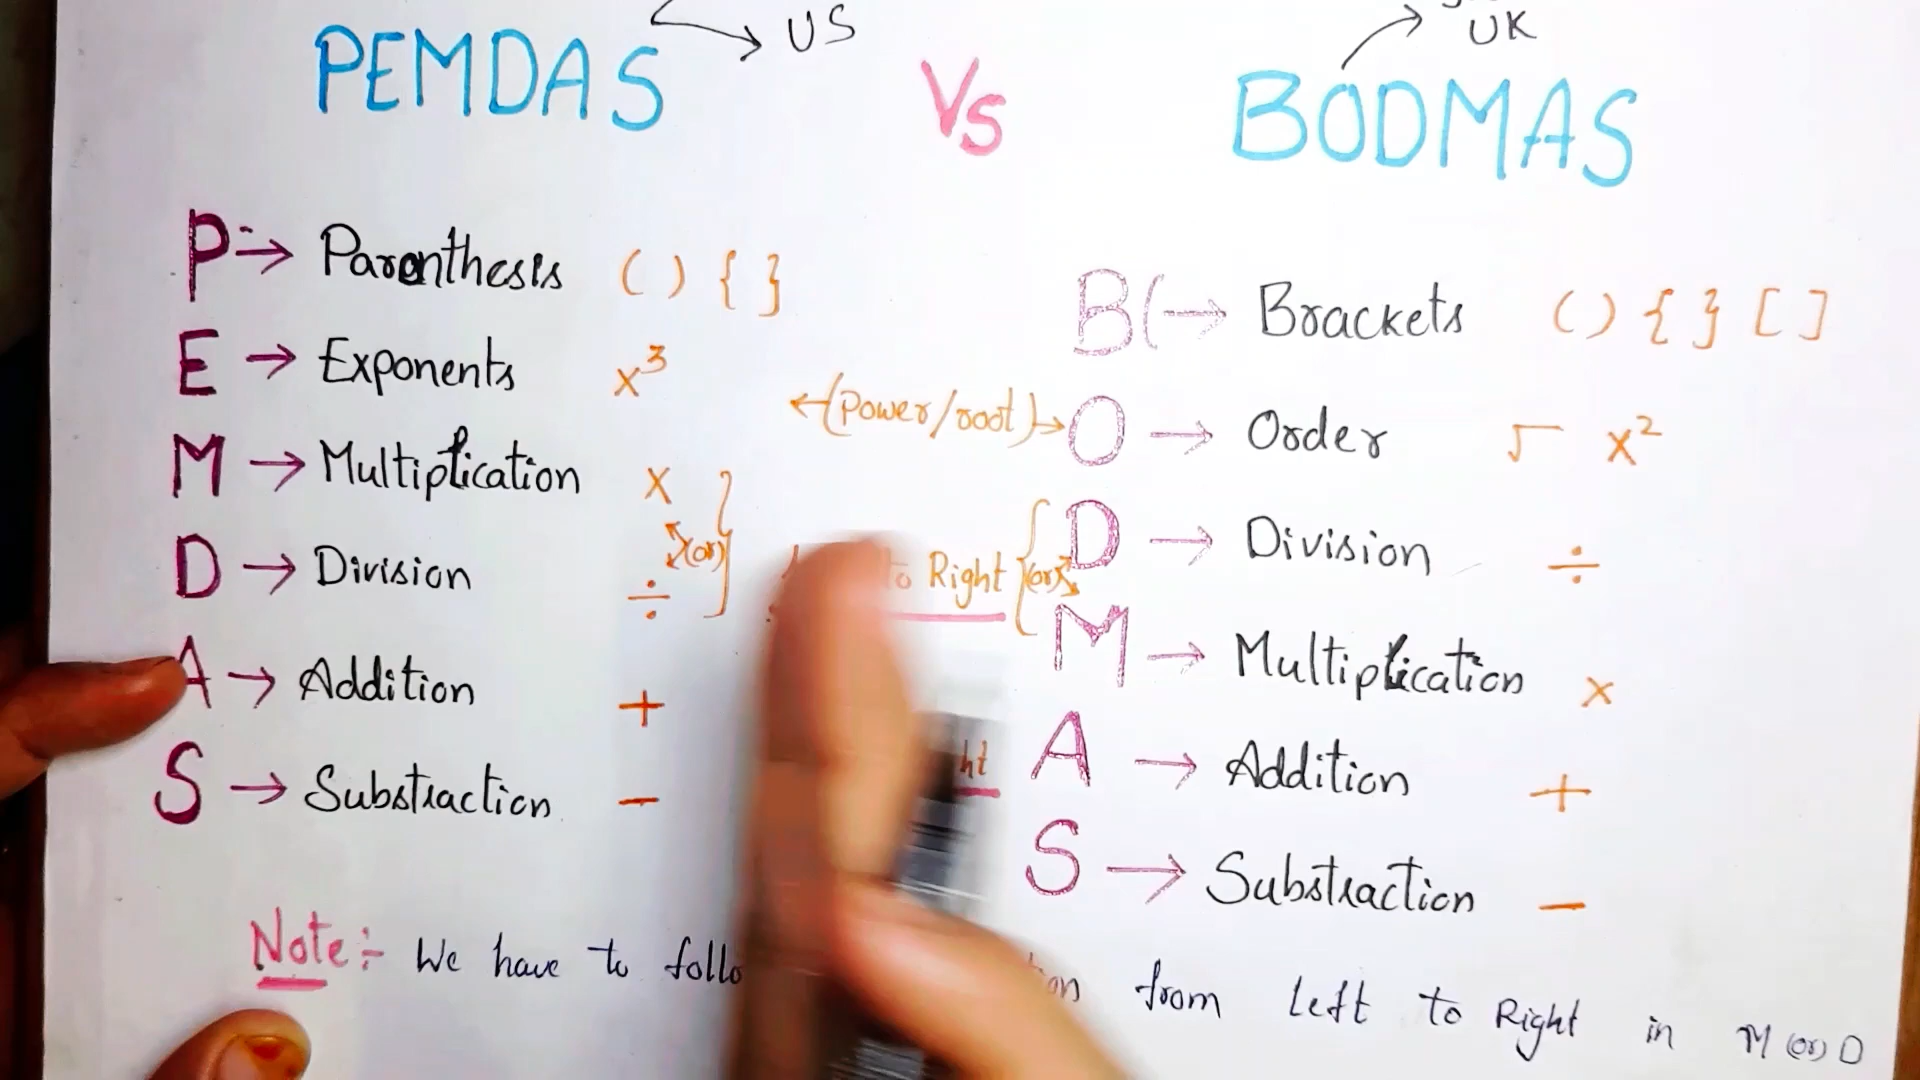 PEMDAS → US
Vs
BODMAS → UK
P → Parenthesis ( ) { }
E → Exponents x³
M → Multiplication ×
(or)
D → Division ÷
A → Addition +
S → Substraction −
←(Power/root)→
to Right
B → Brackets ( ) { } [ ]
O → Order √ x²
D → Division ÷
(or)
M → Multiplication ×
A → Addition +
S → Substraction −
Note :- We have to from Left to Right in M (or) D